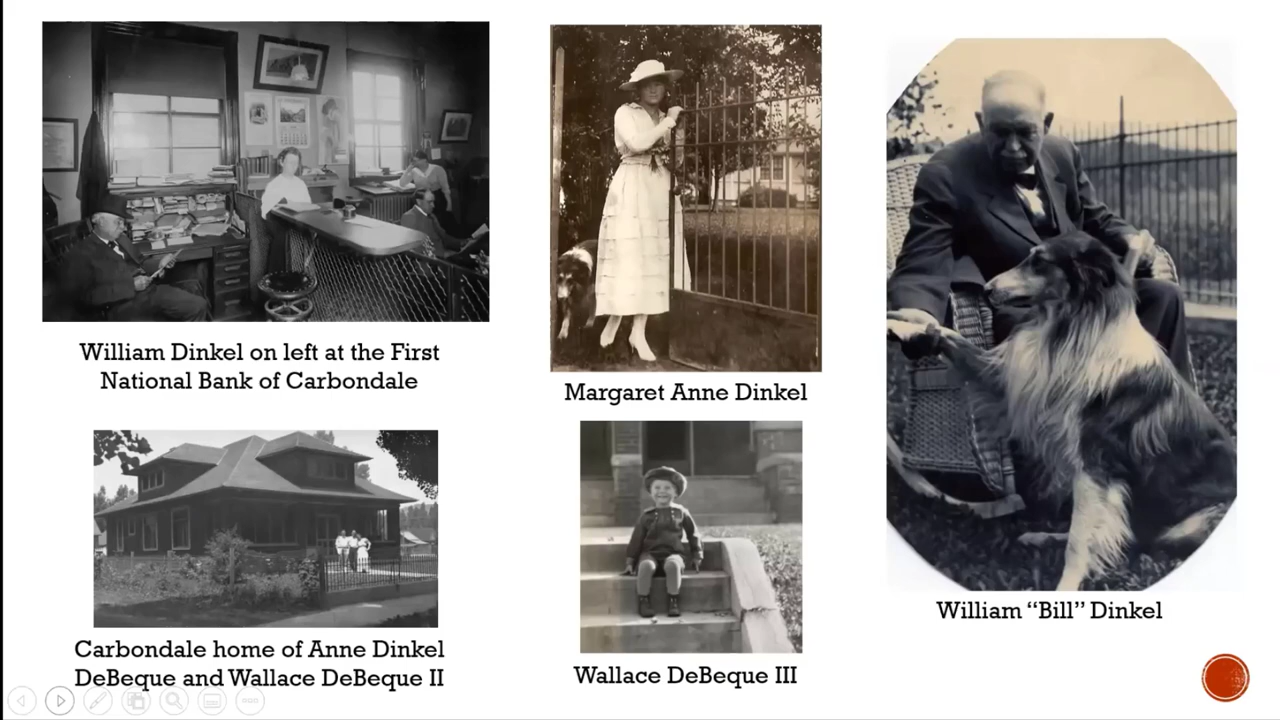 William Dinkel on left at the First
National Bank of Carbondale
Margaret Anne Dinkel
William “Bill” Dinkel
Carbondale home of Anne Dinkel
DeBeque and Wallace DeBeque II
Wallace DeBeque III